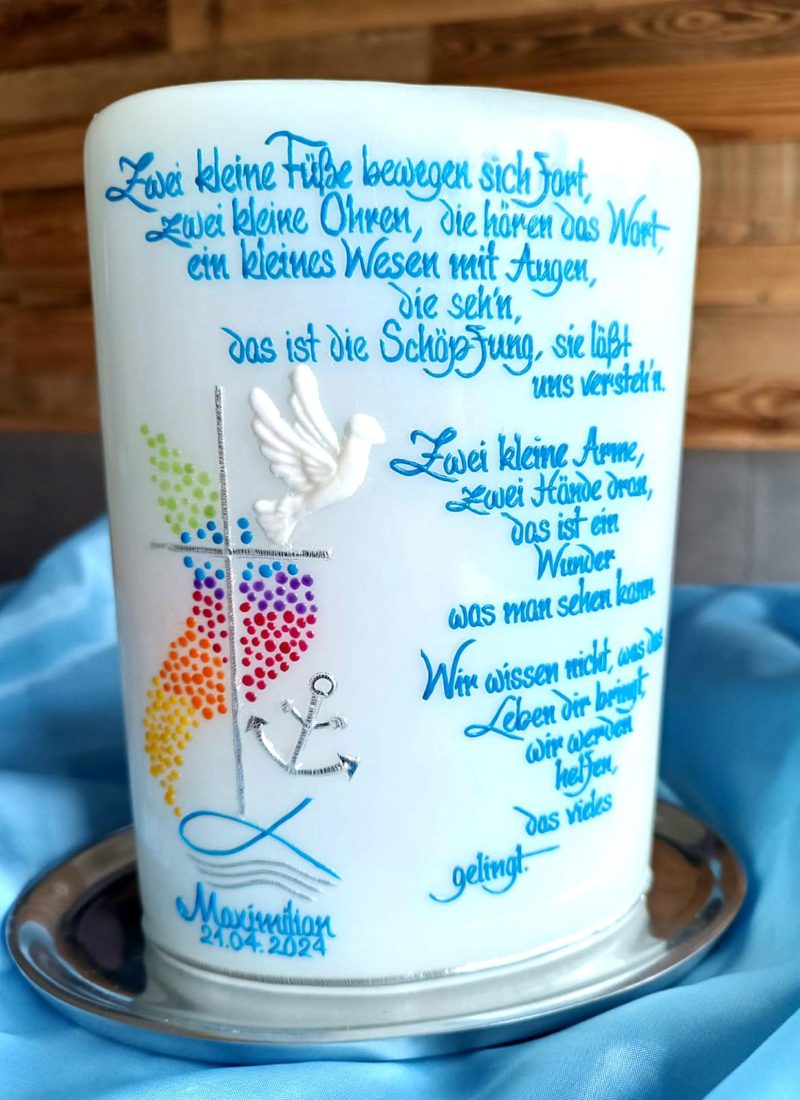 Zwei kleine Füße bewegen sich fort,
zwei kleine Ohren, die hören das Wort,
ein kleines Wesen mit Augen,
die seh'n,
das ist die Schöpfung, sie läßt
uns versteh'n.
Zwei kleine Arme,
zwei Hände dran,
das ist ein
Wunder
was man sehen kann
Wir wissen nicht, was das
Leben dir bringt,
wir werden
helfen,
das vieles
gelingt.
Maximilian
21.04.2024